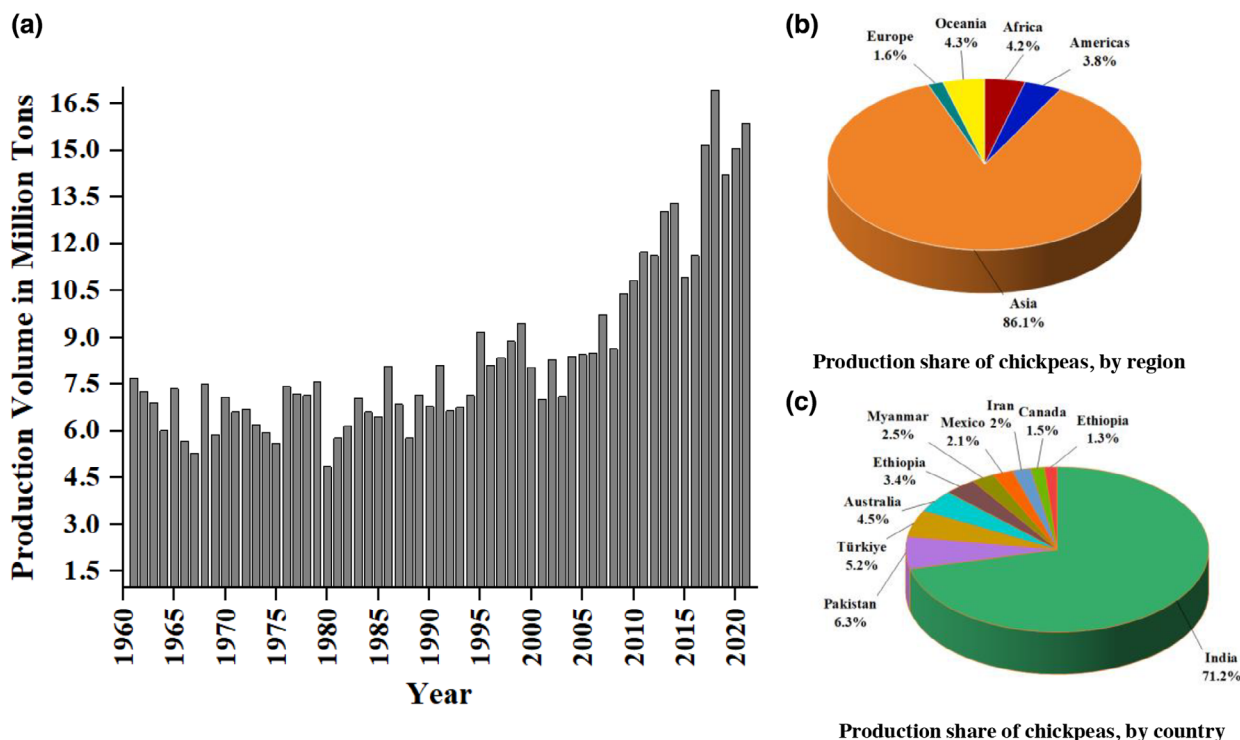 (a)
Production Volume in Million Tons
16.5
15.0
13.5
12.0
10.5
9.0
7.5
6.0
4.5
3.0
1.5
1960
1965
1970
1975
1980
1985
1990
1995
2000
2005
2010
2015
2020
Year
(b)
Europe
1.6%
Oceania
4.3%
Africa
4.2%
Americas
3.8%
Asia
86.1%
Production share of chickpeas, by region
(c)
Myanmar
2.5%
Mexico
2.1%
Iran
2%
Canada
1.5%
Ethiopia
1.3%
Ethiopia
3.4%
Australia
4.5%
Türkiye
5.2%
Pakistan
6.3%
India
71.2%
Production share of chickpeas, by country